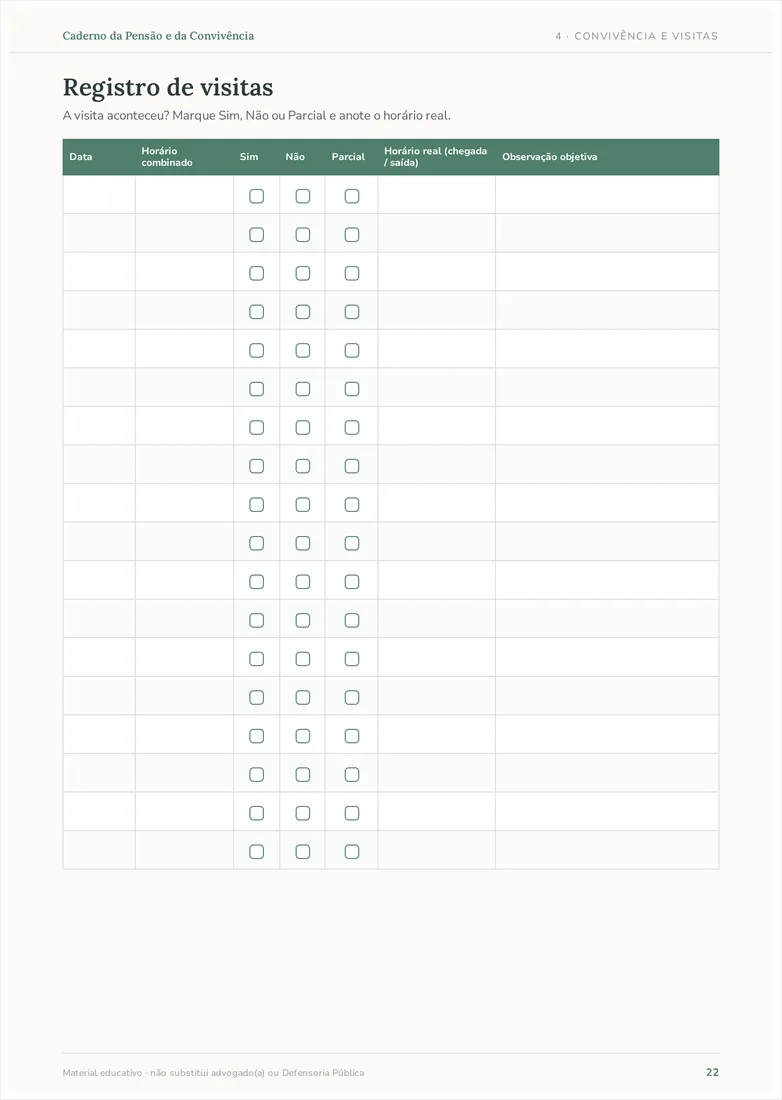 Caderno da Pensão e da Convivência
4 · CONVIVÊNCIA E VISITAS
Registro de visitas
A visita aconteceu? Marque Sim, Não ou Parcial e anote o horário real.
Data
Horário
combinado
Sim
Não
Parcial
Horário real (chegada
/ saída)
Observação objetiva
Material educativo · não substitui advogado(a) ou Defensoria Pública
22